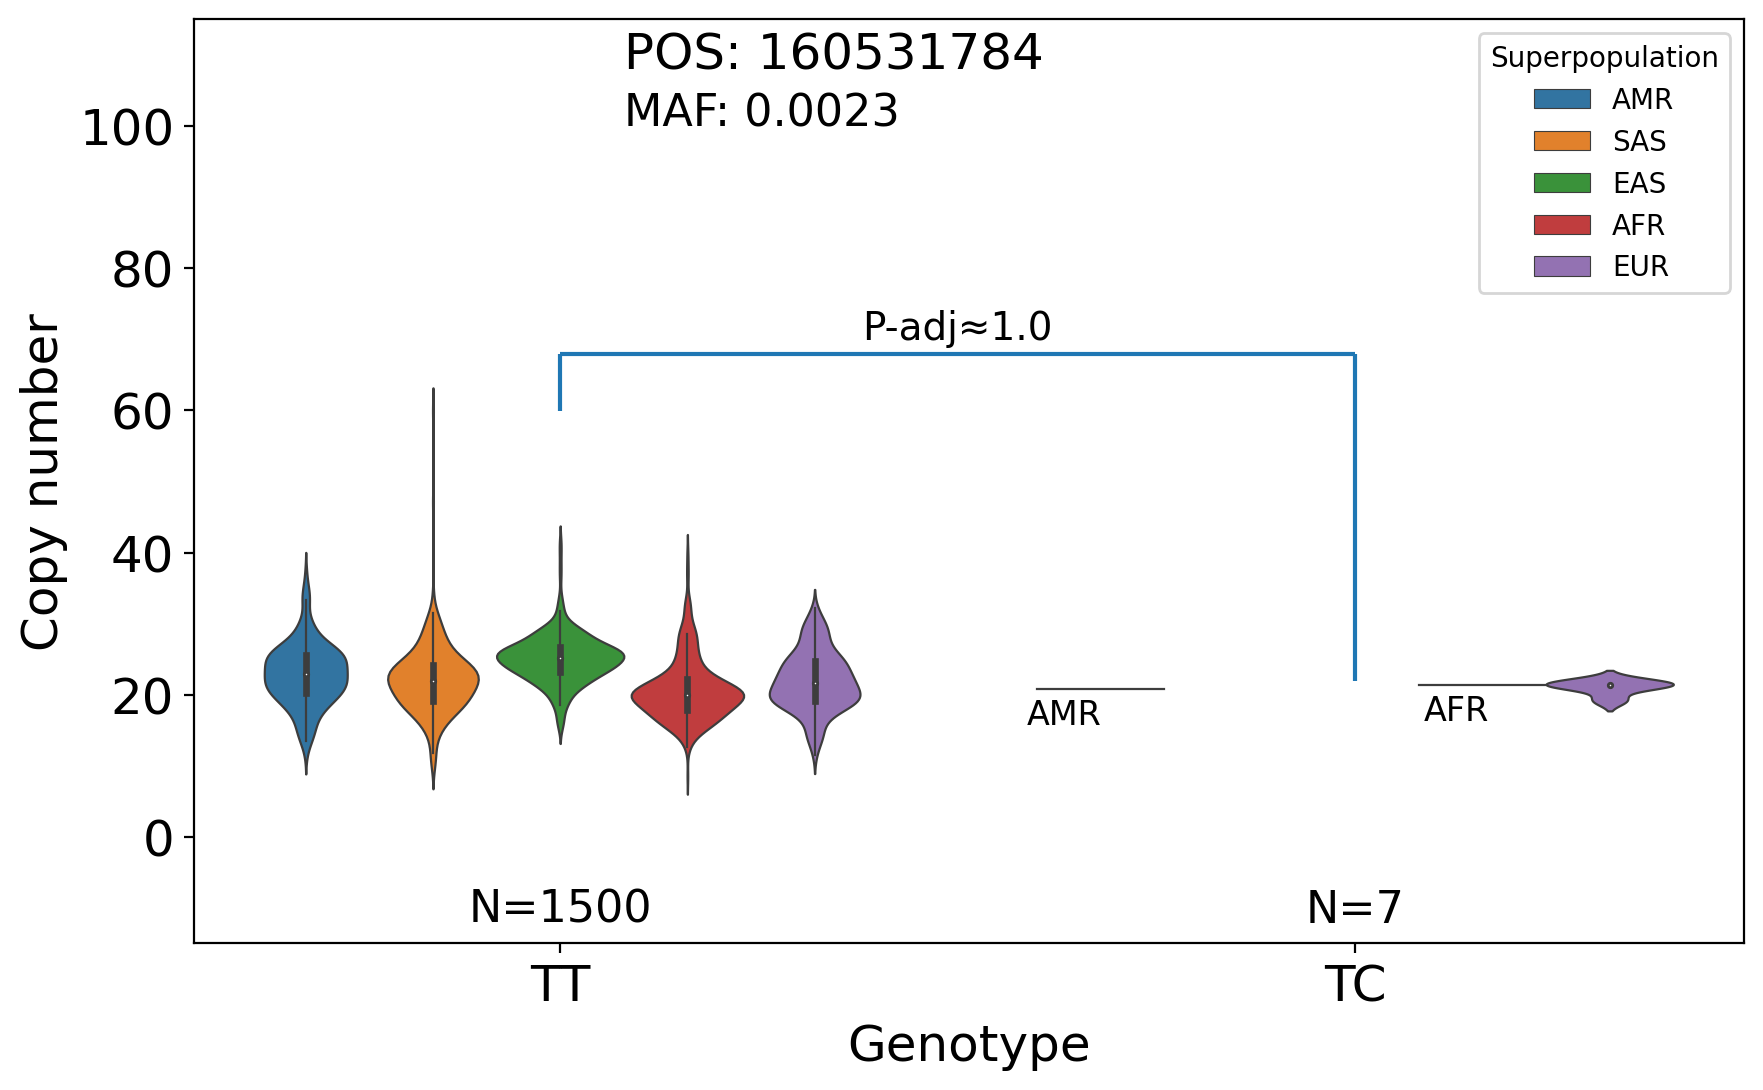 POS: 160531784
MAF: 0.0023
Superpopulation
AMR
SAS
EAS
AFR
EUR
P-adj≈1.0
100
80
60
40
20
0
Copy number
AMR
AFR
N=1500
N=7
TT
TC
Genotype